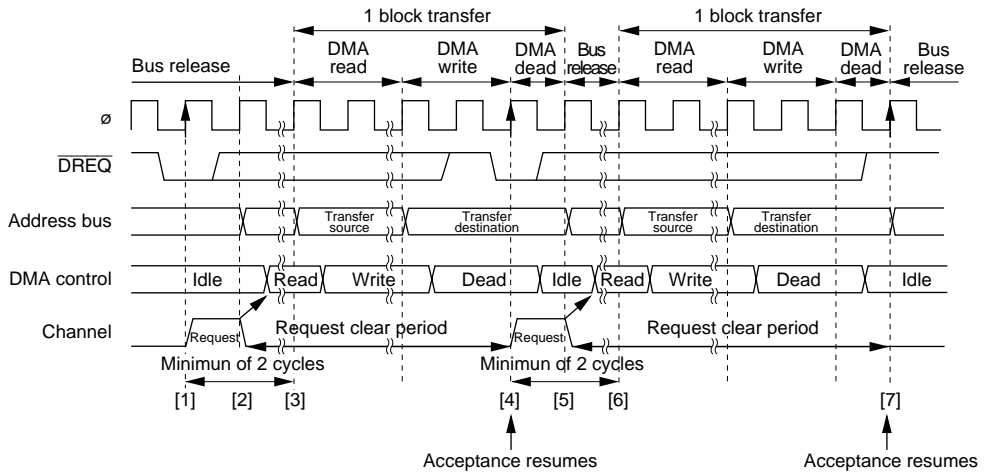 1 block transfer 1 block transfer
Bus release DMA read DMA write DMA dead Bus release DMA read DMA write DMA dead Bus release
ø
DREQ
Address bus Transfer source Transfer destination Transfer source Transfer destination
DMA control Idle Read Write Dead Idle Read Write Dead Idle
Channel Request Request clear period Request Request clear period
Minimun of 2 cycles Minimun of 2 cycles
[1] [2] [3] [4] [5] [6] [7]
Acceptance resumes Acceptance resumes